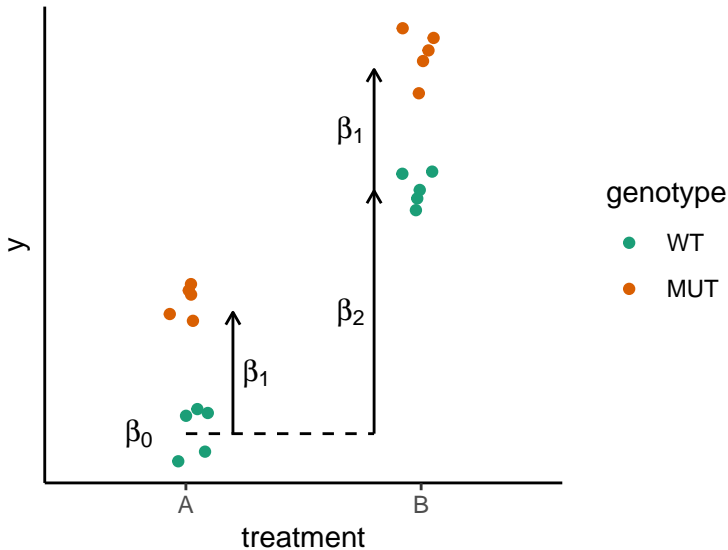 β1
β2
β1
β0
y
A
B
treatment
genotype
WT
MUT